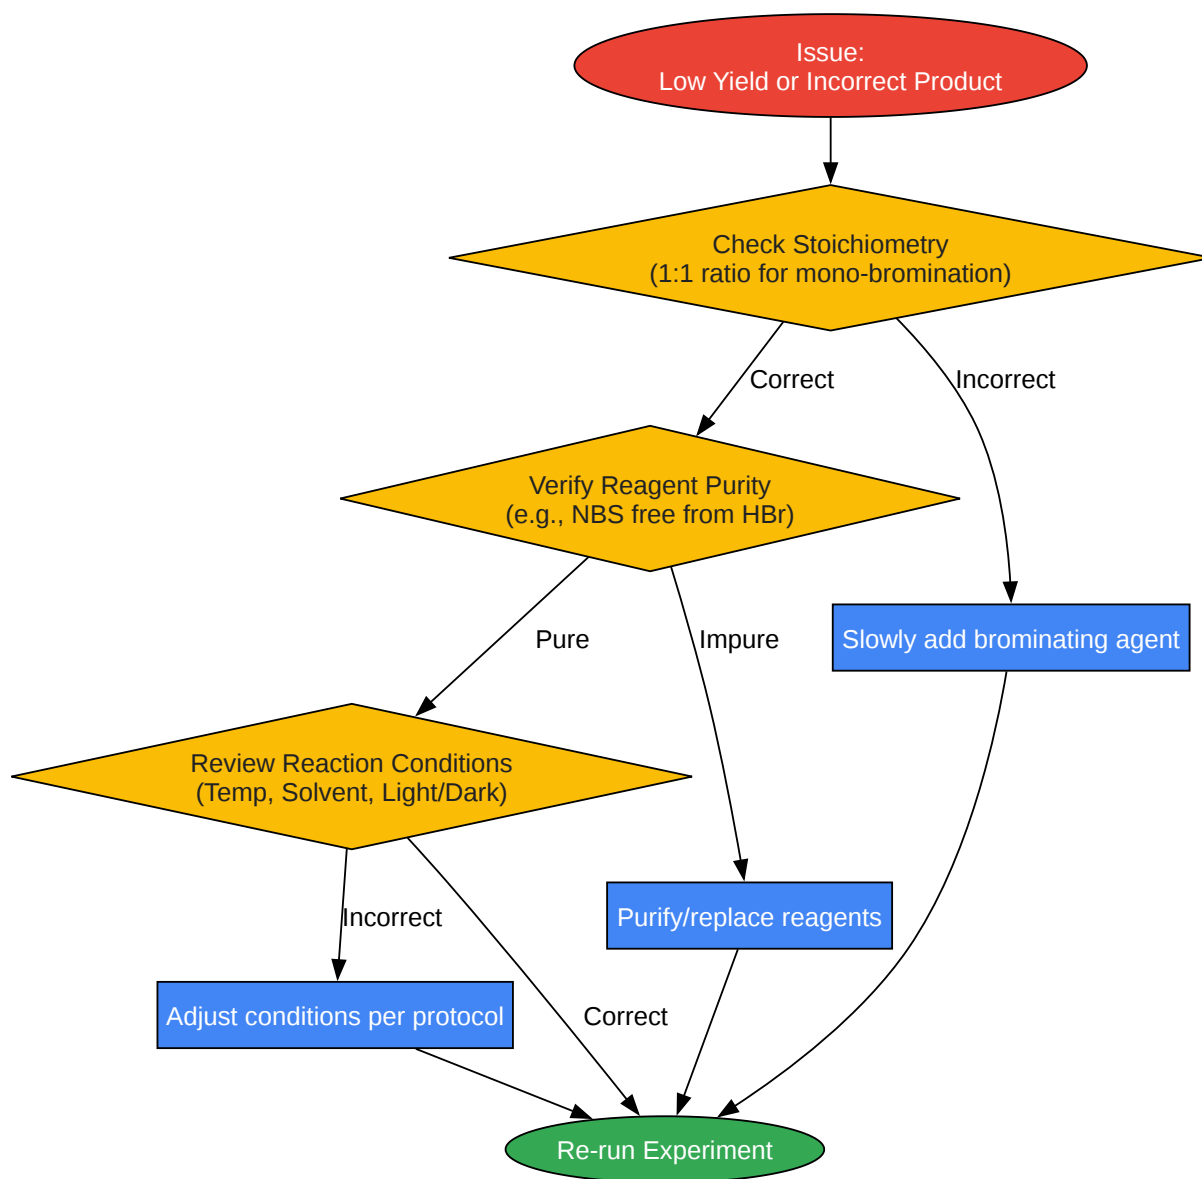 Issue:
Low Yield or Incorrect Product
Check Stoichiometry
(1:1 ratio for mono-bromination)
Correct
Incorrect
Verify Reagent Purity
(e.g., NBS free from HBr)
Pure
Impure
Slowly add brominating agent
Review Reaction Conditions
(Temp, Solvent, Light/Dark)
Incorrect
Purify/replace reagents
Adjust conditions per protocol
Correct
Re-run Experiment